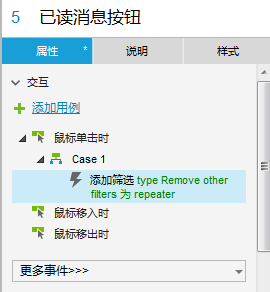 5 已读消息按钮
属性 * 说明 样式
交互
添加用例
鼠标单击时
Case 1
添加筛选 type Remove other
filters 为 repeater
鼠标移入时
鼠标移出时
更多事件>>>